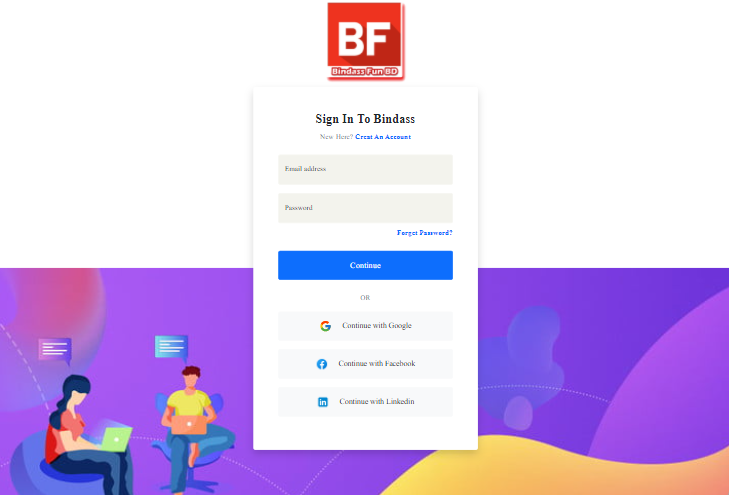 BF
Bindass Fun BD
Sign In To Bindass
New Here? Creat An Account
Email address
Password
Forget Password?
Continue
OR
Continue with Google
Continue with Facebook
in Continue with Linkedin